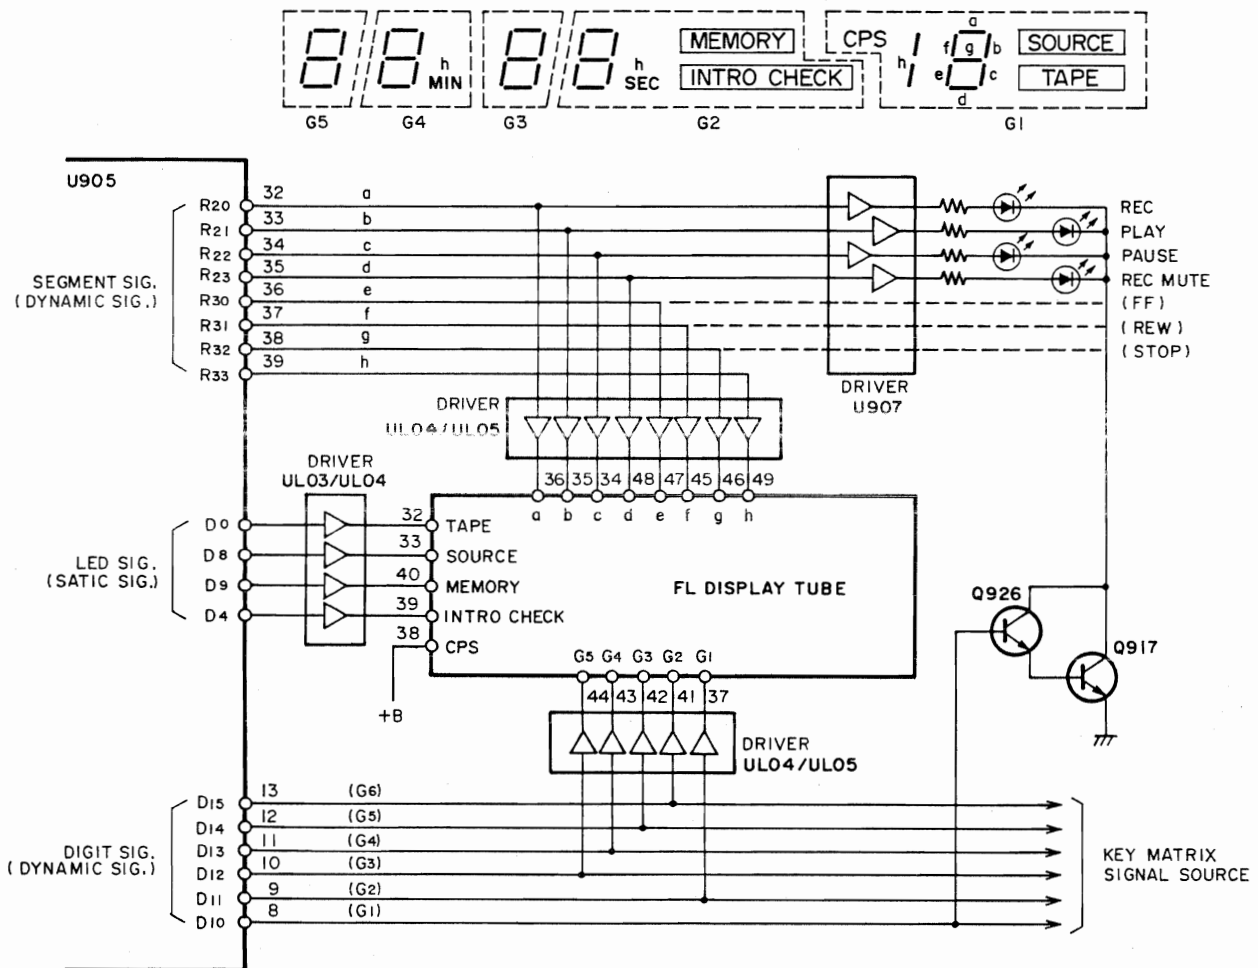 MEMORY
CPS
a
f g b
SOURCE
h
h
h
MIN
SEC
INTRO CHECK
e c
TAPE
d
G5
G4
G3
G2
G1
U905
SEGMENT SIG.
(DYNAMIC SIG.)
R20 32 a
R21 33 b
R22 34 c
R23 35 d
R30 36 e
R31 37 f
R32 38 g
R33 39 h
REC
PLAY
PAUSE
REC MUTE
(FF)
(REW)
(STOP)
DRIVER
U907
DRIVER
UL04/UL05
DRIVER
UL03/UL04
36 35 34 48 47 45 46 49
a b c d e f g h
LED SIG.
(SATIC SIG.)
D0 32 TAPE
D8 33 SOURCE
D9 40 MEMORY
D4 39 INTRO CHECK
38 CPS
+B
FL DISPLAY TUBE
G5 G4 G3 G2 G1
44 43 42 41 37
DRIVER
UL04/UL05
Q926
Q917
DIGIT SIG.
(DYNAMIC SIG.)
D15 13 (G6)
D14 12 (G5)
D13 11 (G4)
D12 10 (G3)
D11 9 (G2)
D10 8 (G1)
KEY MATRIX
SIGNAL SOURCE